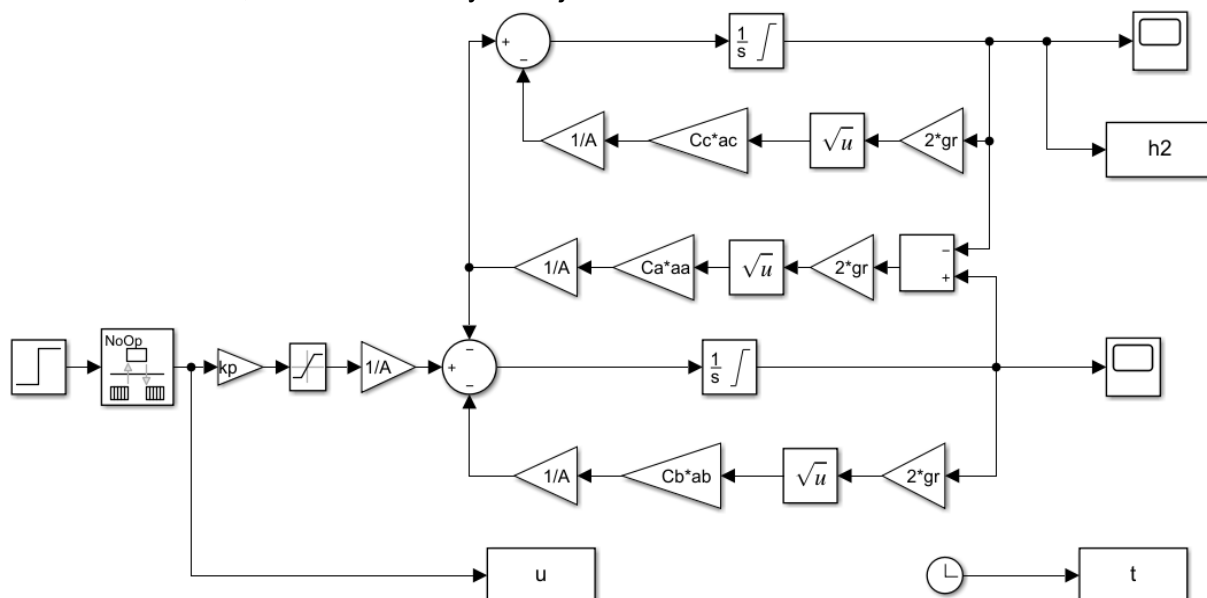 +
−
1
s
1/A
Cc*ac
√u
2*gr
h2
1/A
Ca*aa
√u
2*gr
−
+
NoOp
kp
1/A
−
+
−
1
s
1/A
Cb*ab
√u
2*gr
u
t